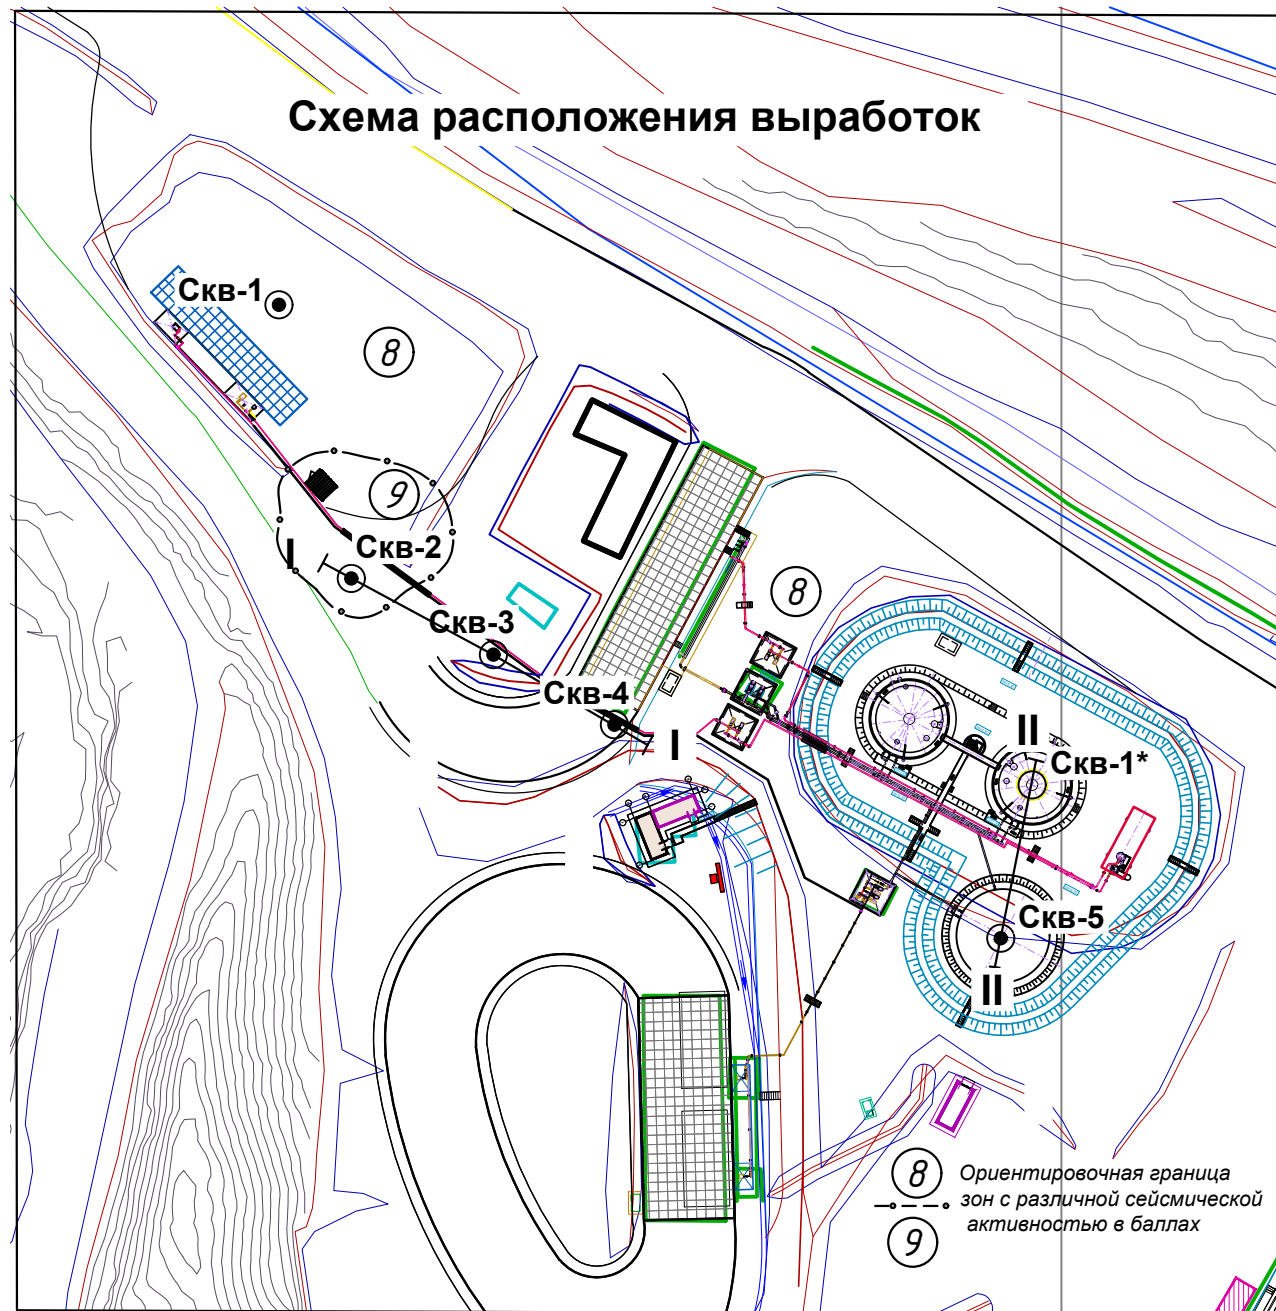 Схема расположения выработок
Скв-1
8
9
I
Скв-2
8
Скв-3
Скв-4
I
II
Скв-1*
Скв-5
II
8
Ориентировочная граница
зон с различной сейсмической
активностью в баллах
9